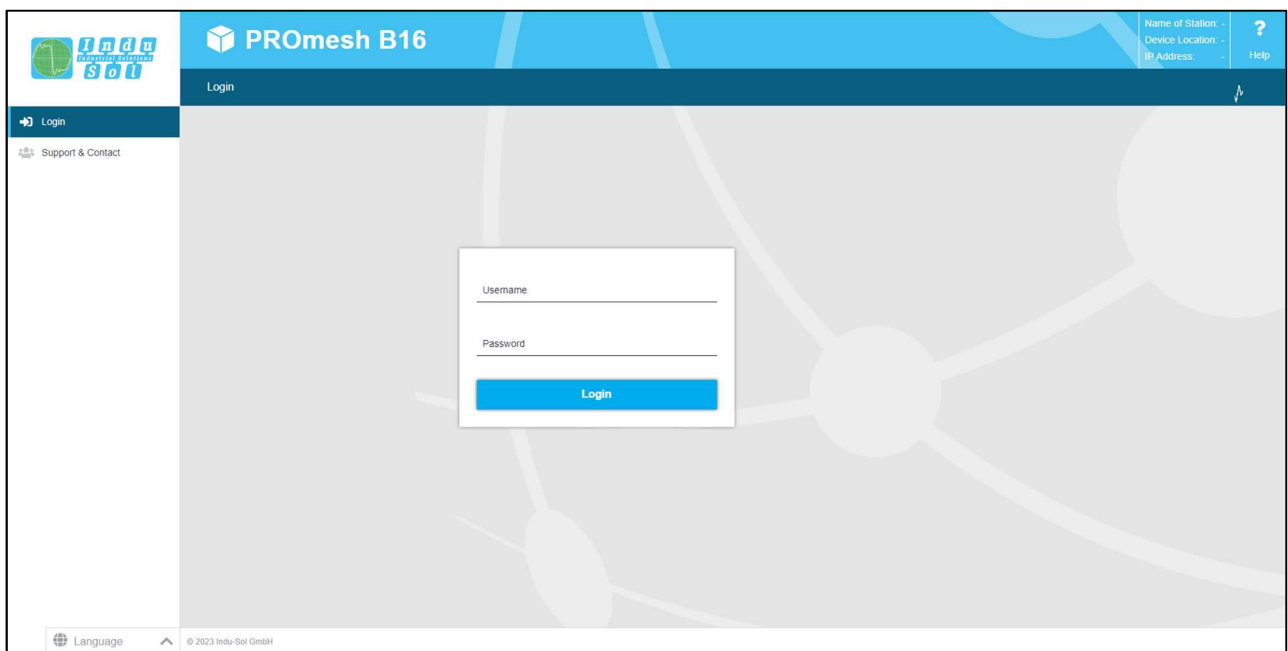 Indu
Industrial Solutions
Sol
PROmesh B16
Name of Station: -
Device Location: -
IP Address: -
?
Help
Login
Login
Support & Contact
Username
Password
Login
Language
© 2023 Indu-Sol GmbH